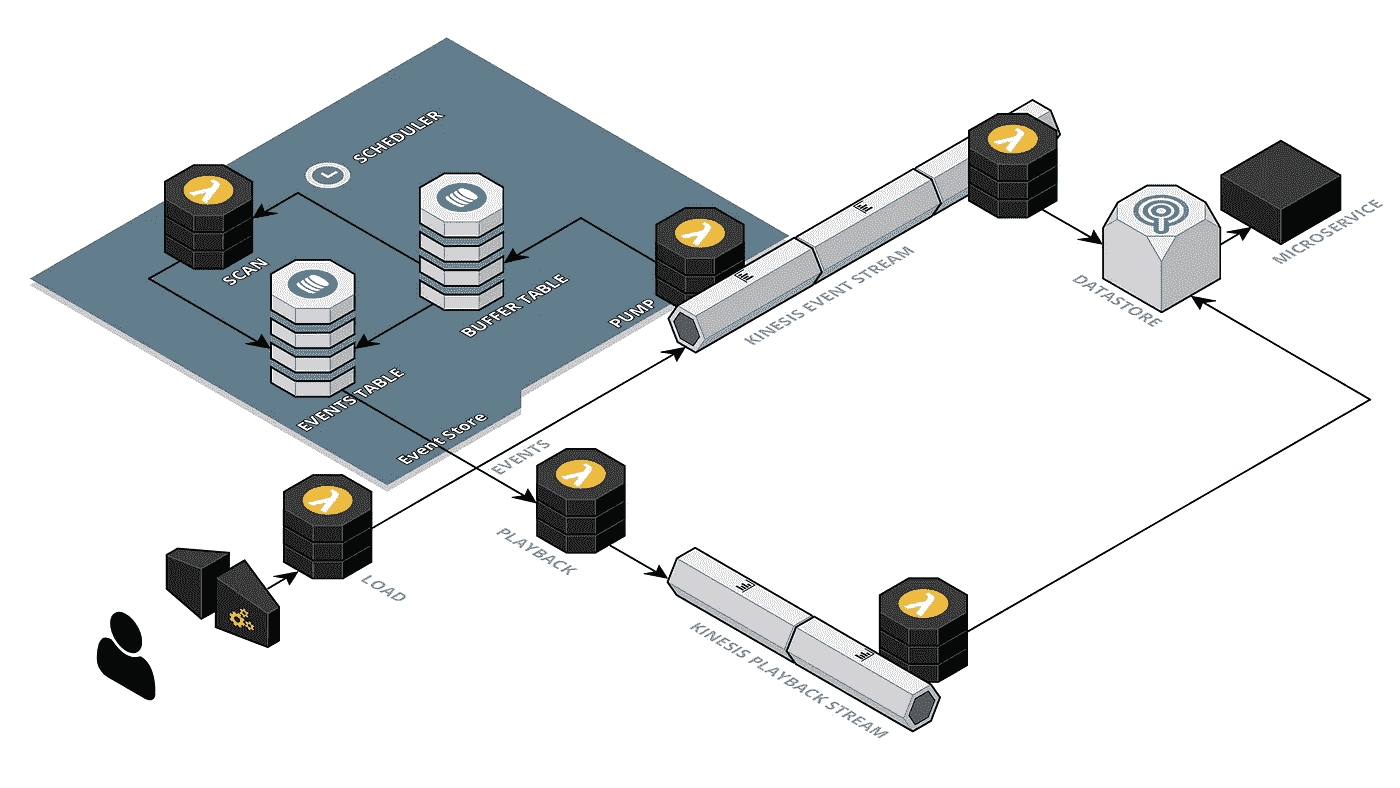 SCHEDULER
SCAN
BUFFER TABLE
PUMP
EVENTS TABLE
Event Store
KINESIS EVENT STREAM
DATASTORE
MICROSERVICE
EVENTS
LOAD
PLAYBACK
KINESIS PLAYBACK STREAM